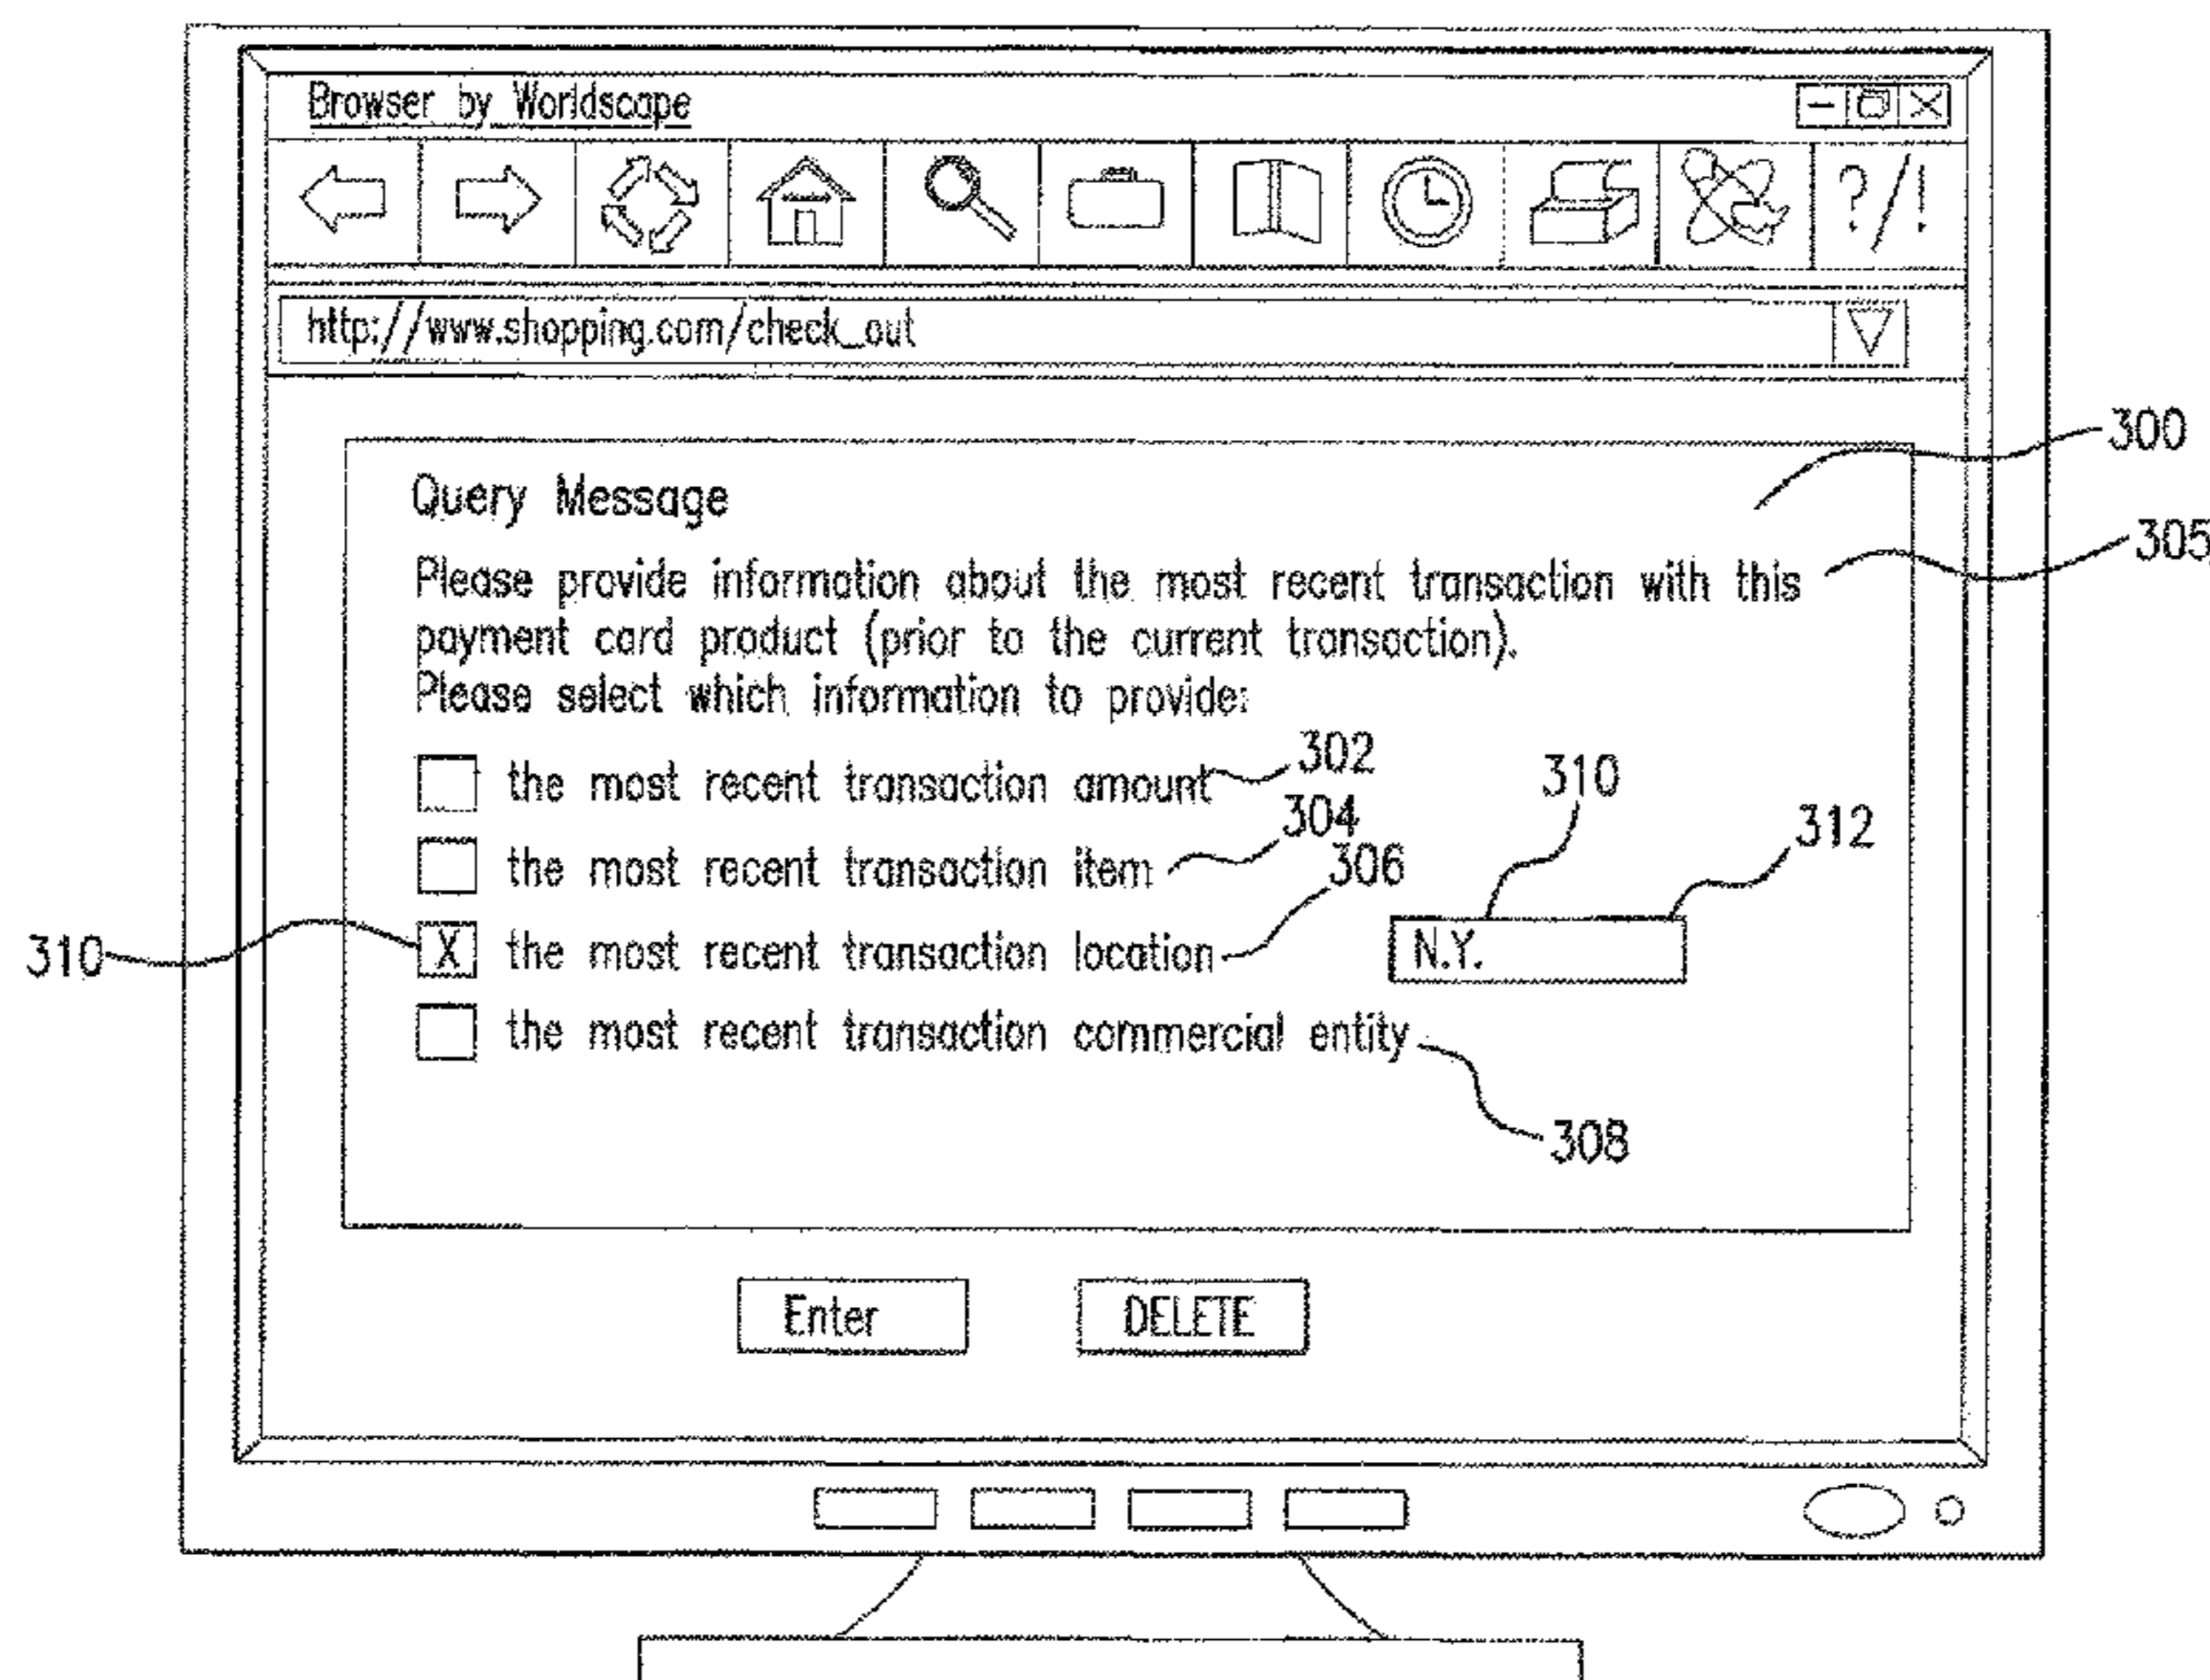 Browser by Worldscape
?/!
http://www.shopping.com/check_out
300
Query Message
305
Please provide information about the most recent transaction with this
payment card product (prior to the current transaction).
Please select which information to provide:
the most recent transaction amount 302
310
312
the most recent transaction item 304
306
310 X the most recent transaction location N.Y.
the most recent transaction commercial entity
308
Enter DELETE